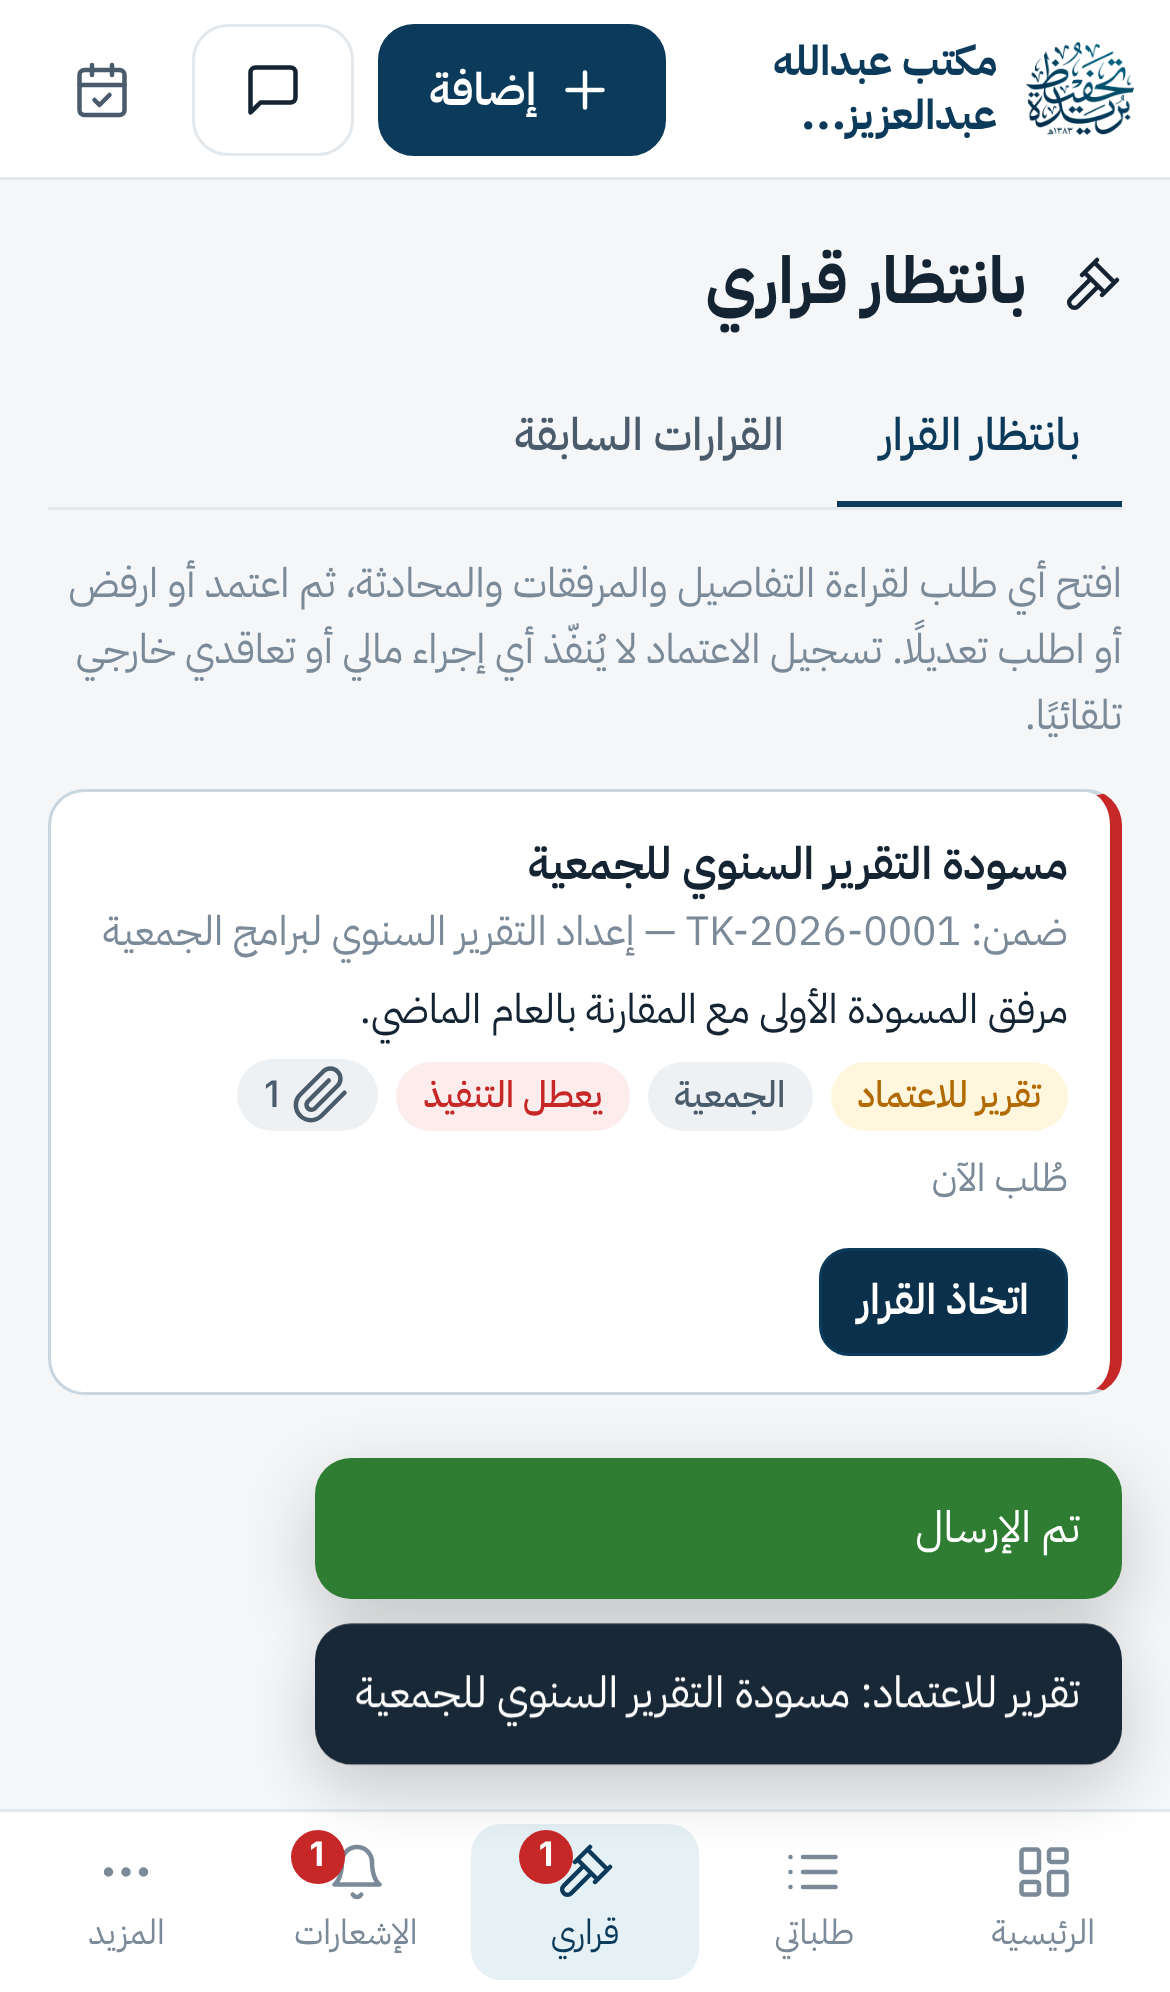 تحفيظ
بريدة
١٣٨٣هـ
مكتب عبدالله
عبدالعزيز...
إضافة
بانتظار قراري
بانتظار القرار
القرارات السابقة
افتح أي طلب لقراءة التفاصيل والمرفقات والمحادثة، ثم اعتمد أو ارفض
أو اطلب تعديلًا. تسجيل الاعتماد لا يُنفّذ أي إجراء مالي أو تعاقدي خارجي
تلقائيًا.
مسودة التقرير السنوي للجمعية
ضمن: TK-2026-0001 — إعداد التقرير السنوي لبرامج الجمعية
مرفق المسودة الأولى مع المقارنة بالعام الماضي.
تقرير للاعتماد
الجمعية
يعطل التنفيذ
1
طُلب الآن
اتخاذ القرار
تم الإرسال
تقرير للاعتماد: مسودة التقرير السنوي للجمعية
الرئيسية
طلباتي
1
قراري
1
الإشعارات
المزيد